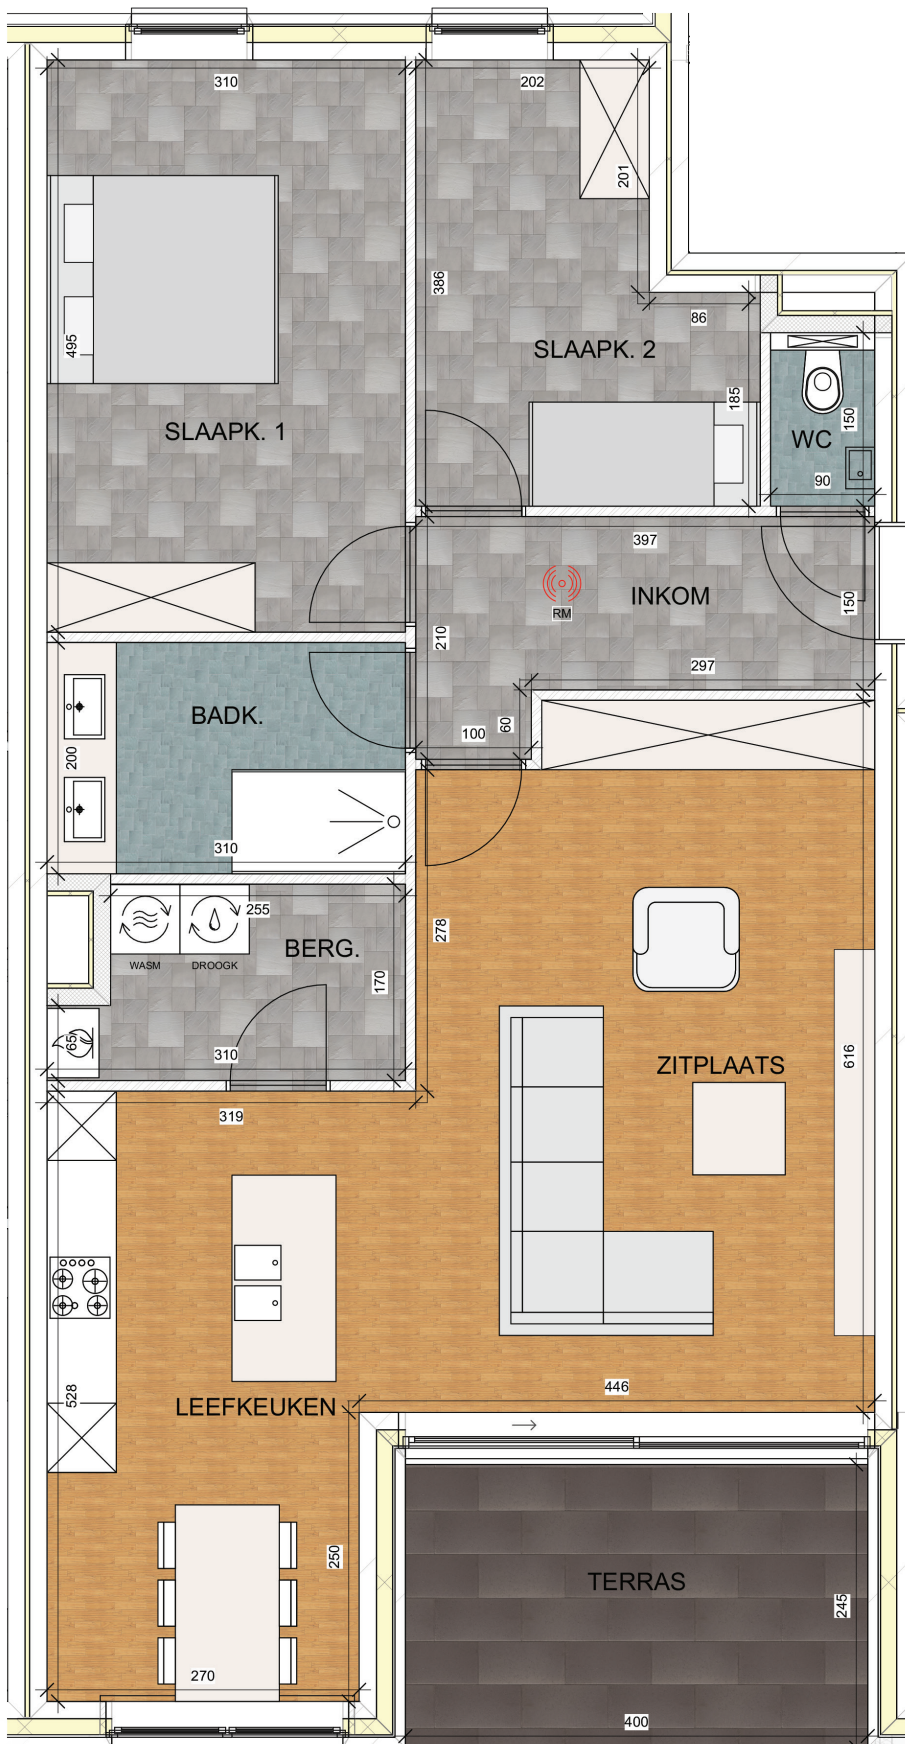 310
202
201
386
86
495
SLAAPK. 2
185
SLAAPK. 1
WC
150
90
397
RM
INKOM
150
210
297
BADK.
60
100
200
310
255
278
BERG.
WASM
DROOGK
170
65
310
ZITPLAATS
616
319
446
528
LEEFKEUKEN
250
TERRAS
245
270
400